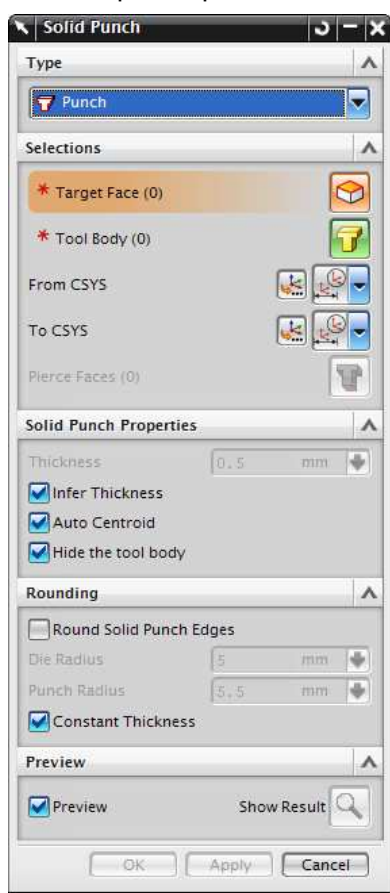 Solid Punch
Type
Punch
Selections
* Target Face (0)
* Tool Body (0)
From CSYS
To CSYS
Pierce Faces (0)
Solid Punch Properties
Thickness 0.5 mm
Infer Thickness
Auto Centroid
Hide the tool body
Rounding
Round Solid Punch Edges
Die Radius 5 mm
Punch Radius 5.5 mm
Constant Thickness
Preview
Preview Show Result
OK Apply Cancel